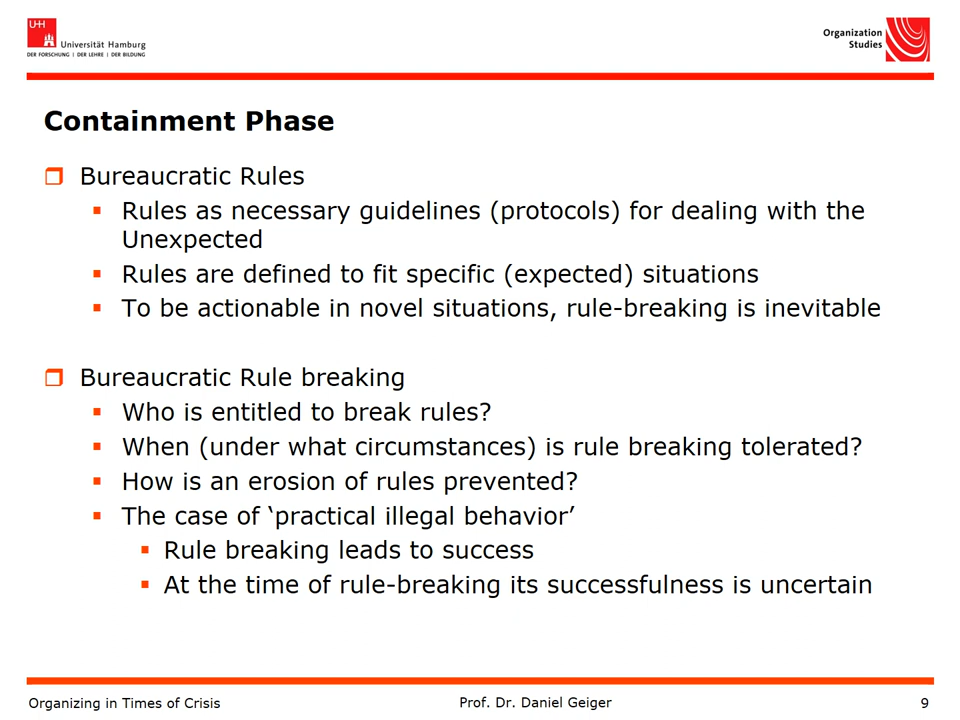 UHH
Universität Hamburg
DER FORSCHUNG | DER LEHRE | DER BILDUNG
Organization
Studies
Containment Phase
Bureaucratic Rules
Rules as necessary guidelines (protocols) for dealing with the
Unexpected
Rules are defined to fit specific (expected) situations
To be actionable in novel situations, rule-breaking is inevitable
Bureaucratic Rule breaking
Who is entitled to break rules?
When (under what circumstances) is rule breaking tolerated?
How is an erosion of rules prevented?
The case of ‘practical illegal behavior’
Rule breaking leads to success
At the time of rule-breaking its successfulness is uncertain
Organizing in Times of Crisis
Prof. Dr. Daniel Geiger
9